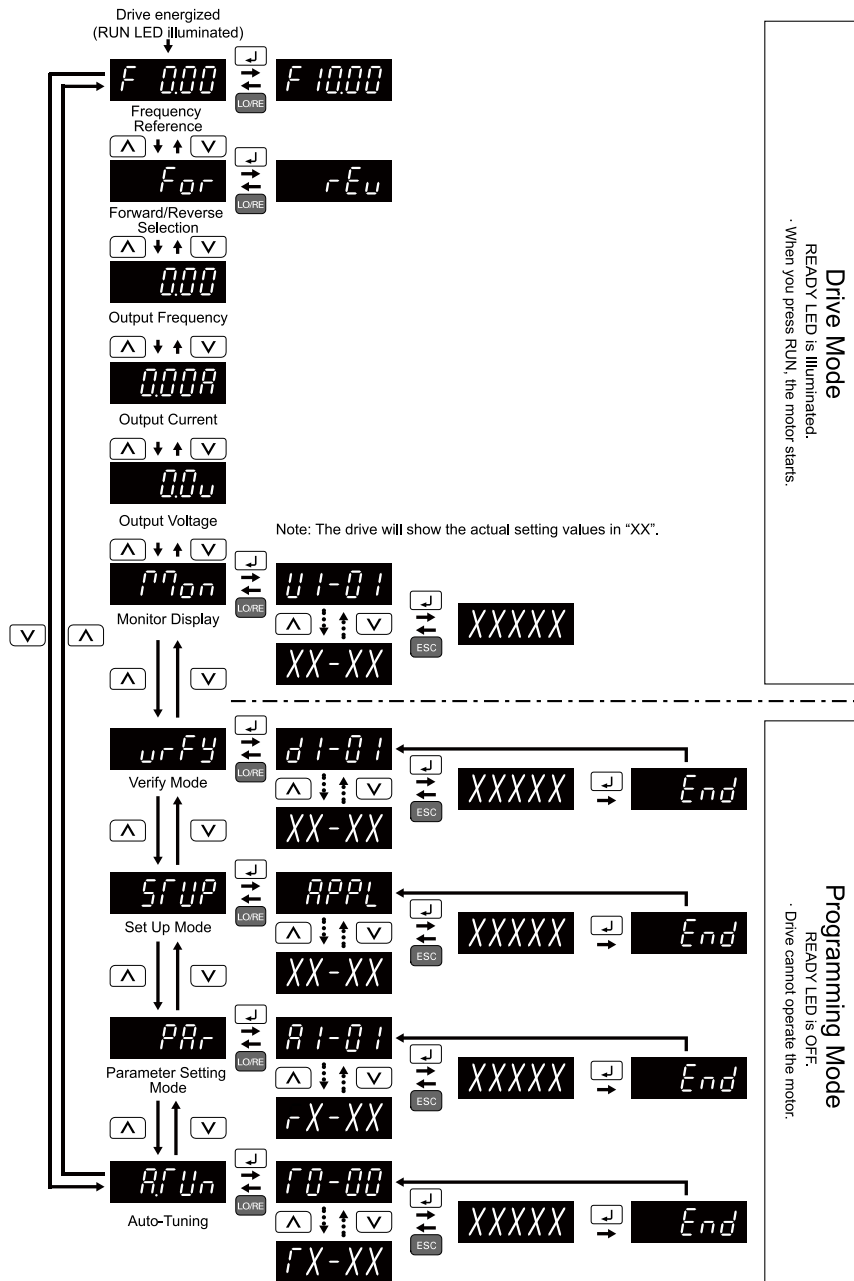 Drive energized
(RUN LED illuminated)
F 0.00
LO/RE
F 10.00
Frequency
Reference
For
LO/RE
rEv
Forward/Reverse
Selection
0.00
Output Frequency
0.00A
Output Current
0.0v
Output Voltage
Note: The drive will show the actual setting values in “XX”.
Mon
LO/RE
U1-01
Monitor Display
XX-XX
ESC
XXXXX
vrFY
LO/RE
d1-01
Verify Mode
XX-XX
ESC
XXXXX
End
STUP
LO/RE
APPL
Set Up Mode
XX-XX
ESC
XXXXX
End
PAr
LO/RE
A1-01
Parameter Setting
Mode
rX-XX
ESC
XXXXX
End
A.TUn
LO/RE
T0-00
Auto-Tuning
TX-XX
ESC
XXXXX
End
Drive Mode
READY LED is Illuminated.
· When you press RUN, the motor starts.
Programming Mode
READY LED is OFF.
· Drive cannot operate the motor.